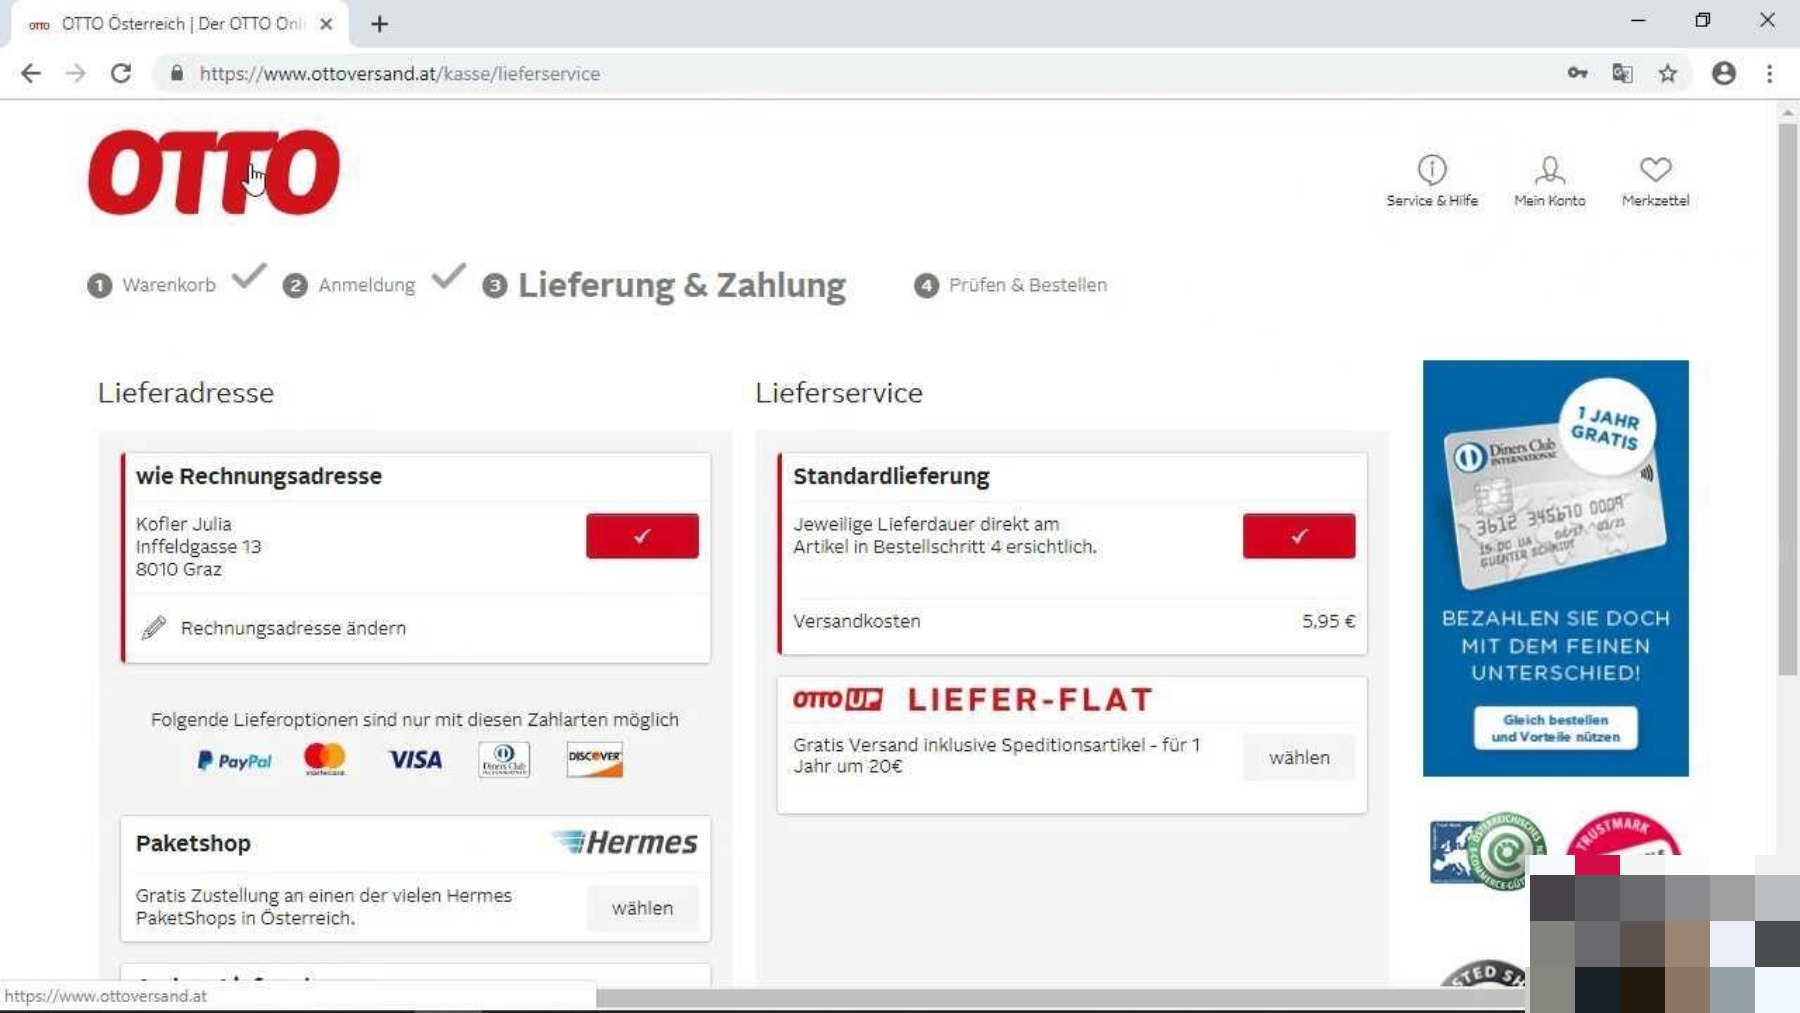 OTTO OTTO Österreich | Der OTTO Onli
https://www.ottoversand.at/kasse/lieferservice
OTTO
Service & Hilfe
Mein Konto
Merkzettel
1 Warenkorb
2 Anmeldung
3 Lieferung & Zahlung
4 Prüfen & Bestellen
Lieferadresse
wie Rechnungsadresse
Kofler Julia
Inffeldgasse 13
8010 Graz
Rechnungsadresse ändern
Folgende Lieferoptionen sind nur mit diesen Zahlarten möglich
PayPal
mastercard
VISA
Diners Club
INTERNATIONAL
DISCOVER
Paketshop
Hermes
Gratis Zustellung an einen der vielen Hermes
PaketShops in Österreich.
wählen
Lieferservice
Standardlieferung
Jeweilige Lieferdauer direkt am
Artikel in Bestellschritt 4 ersichtlich.
Versandkosten 5,95 €
OTTO UP LIEFER-FLAT
Gratis Versand inklusive Speditionsartikel - für 1
Jahr um 20€
wählen
1 JAHR
GRATIS
Diners Club
INTERNATIONAL
3612 345670 0009
GUENTER SCHMIDT
BEZAHLEN SIE DOCH
MIT DEM FEINEN
UNTERSCHIED!
Gleich bestellen
und Vorteile nützen
TRUSTMARK
https://www.ottoversand.at